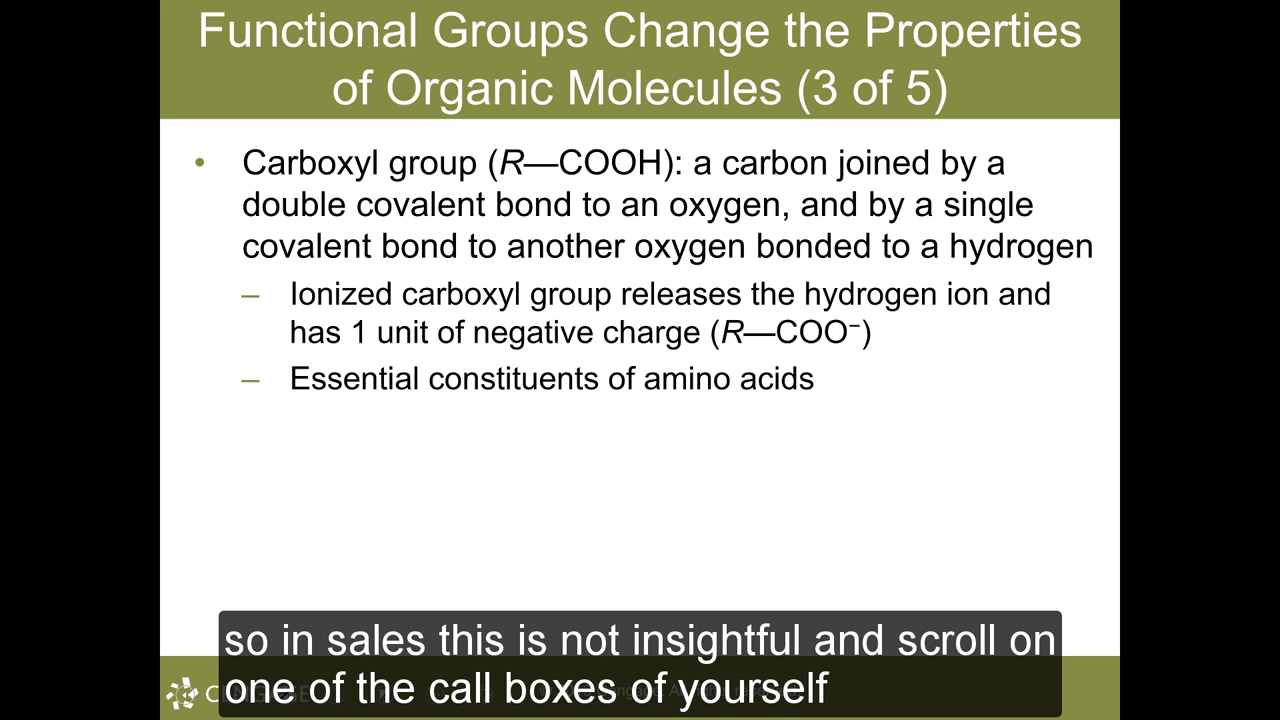 Functional Groups Change the Properties
of Organic Molecules (3 of 5)
• Carboxyl group (R—COOH): a carbon joined by a
double covalent bond to an oxygen, and by a single
covalent bond to another oxygen bonded to a hydrogen
– Ionized carboxyl group releases the hydrogen ion and
has 1 unit of negative charge (R—COO⁻)
– Essential constituents of amino acids
so in sales this is not insightful and scroll on
one of the call boxes of yourself